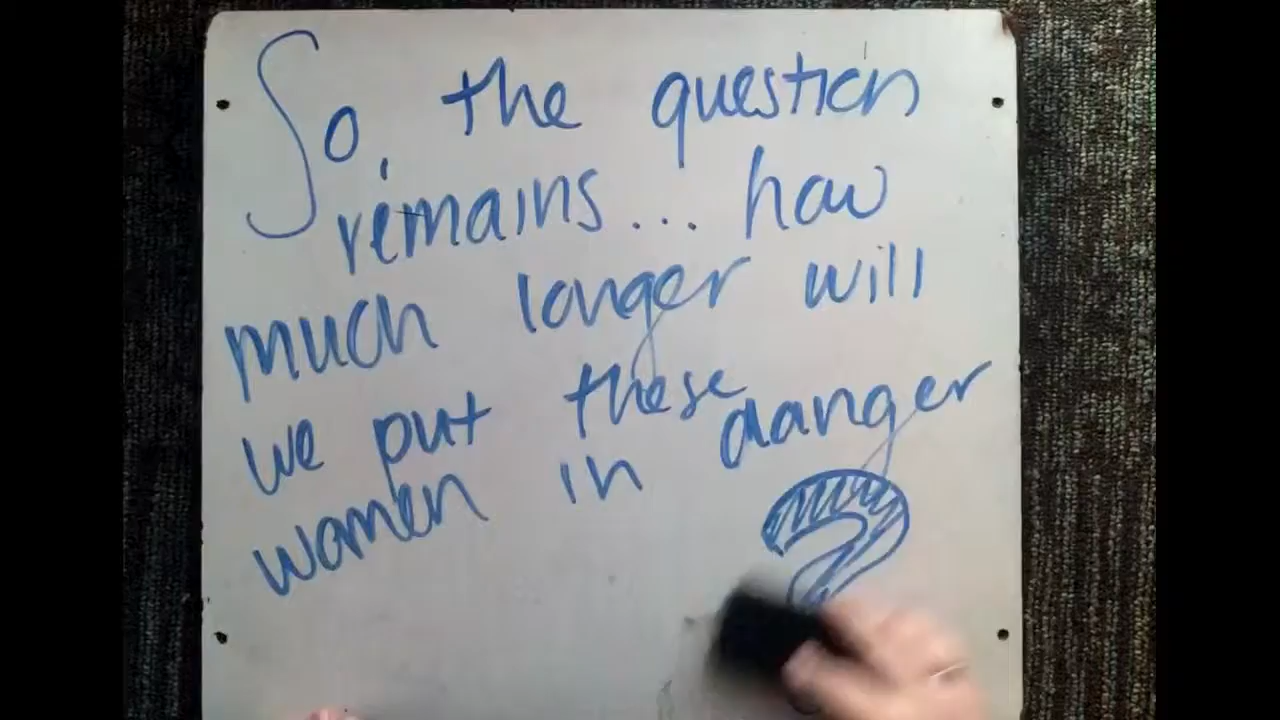 So, the question
remains... how
much longer will
we put these
women in danger
?